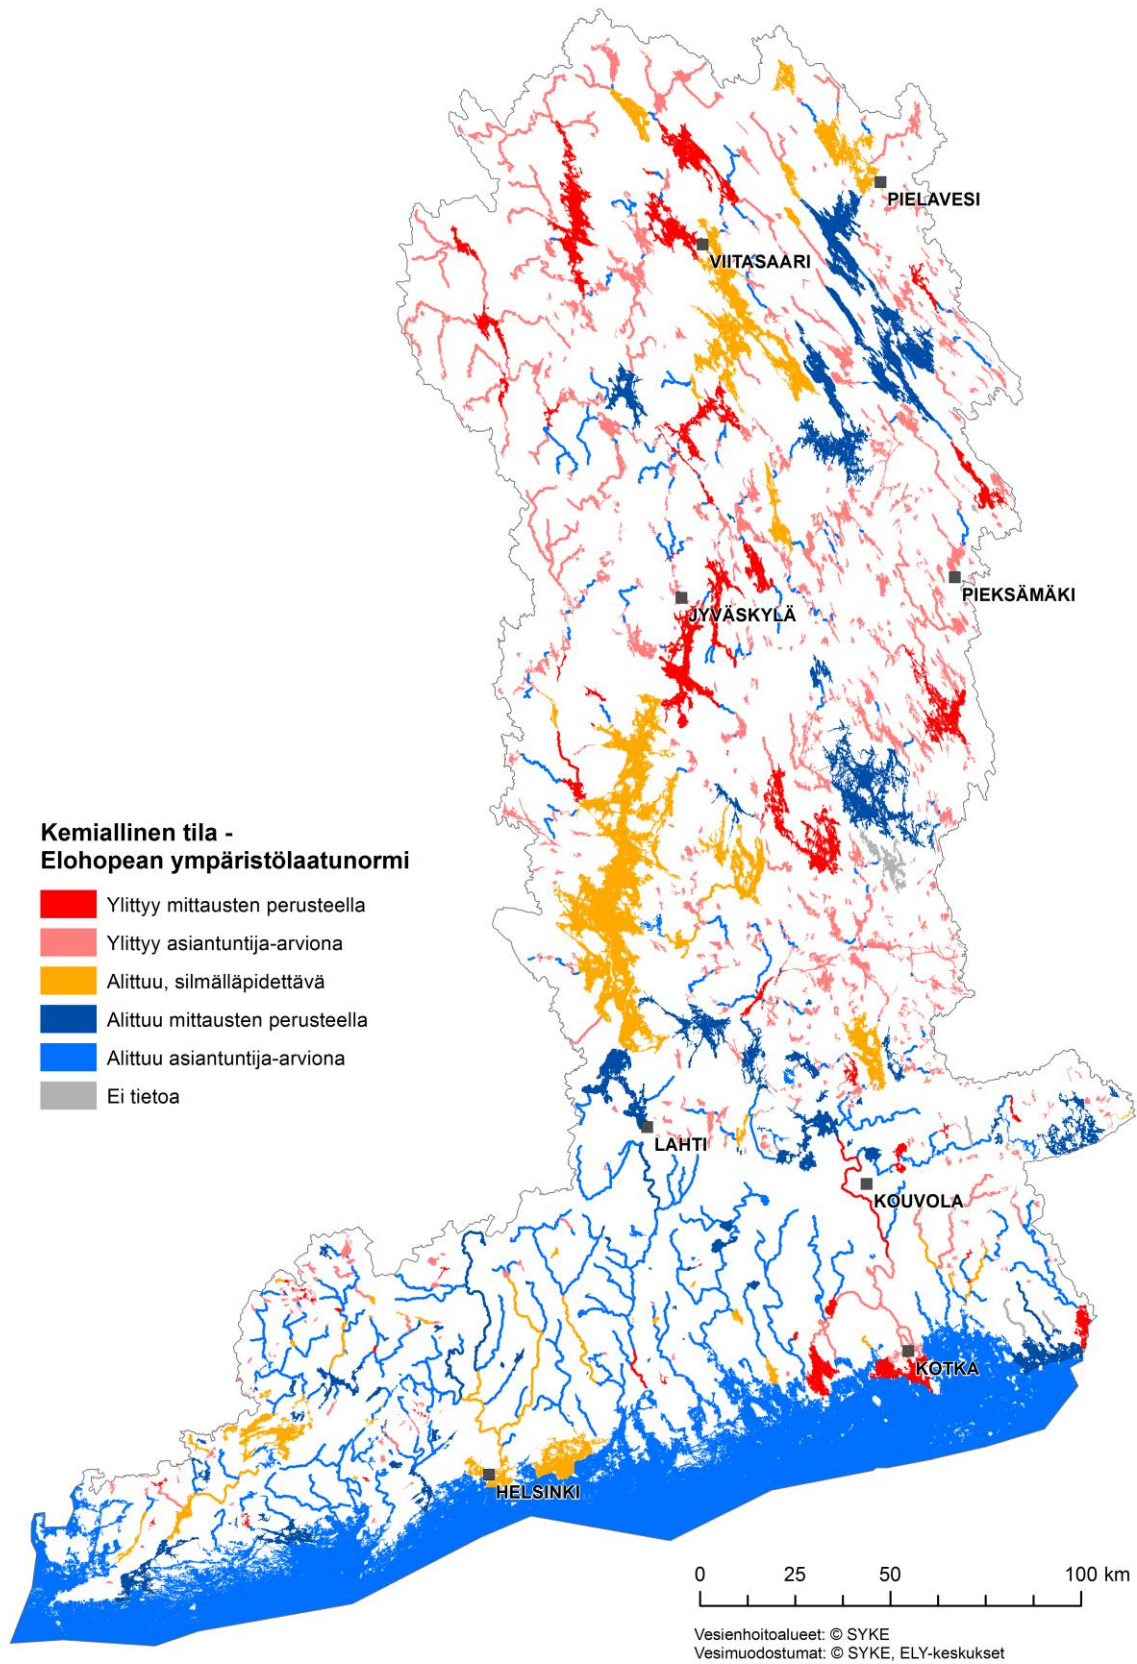 PIELAVESI
VIITASAARI
PIEKSÄMÄKI
JYVÄSKYLÄ
Kemiallinen tila -
Elohopean ympäristölaatunormi
Ylittyy mittausten perusteella
Ylittyy asiantuntija-arviona
Alittuu, silmälläpidettävä
Alittuu mittausten perusteella
Alittuu asiantuntija-arviona
Ei tietoa
LAHTI
KOUVOLA
KOTKA
HELSINKI
0 25 50 100 km
Vesienhoitoalueet: © SYKE
Vesimuodostumat: © SYKE, ELY-keskukset